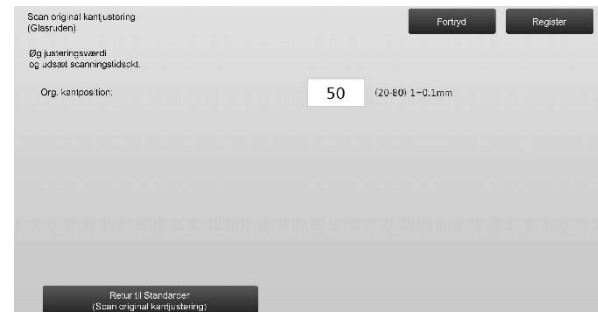 Scan original kantjustering
(Glasruden)
Fortryd
Register
Øg justeringsværdi
og udsæt scanningstidspkt.
Org. kantposition:
50
(20-80) 1=0.1mm
Retur til Standarder
(Scan original kantjustering)